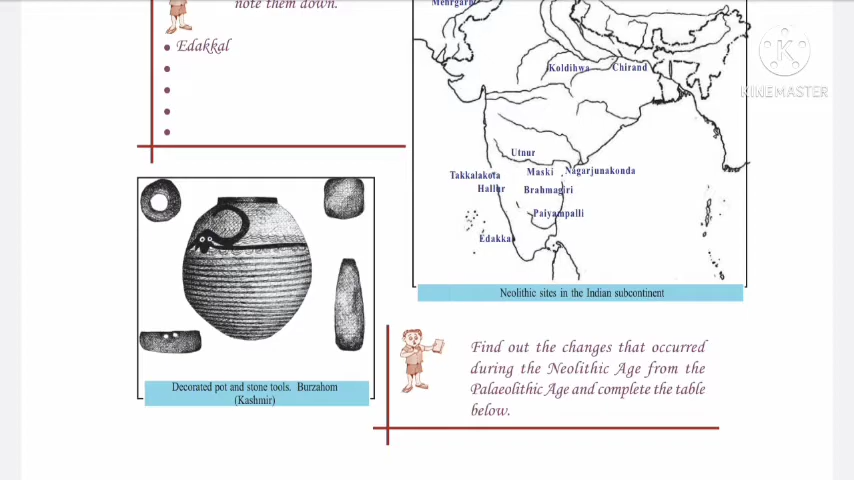 note them down.
Edakkal
Mehrgarh
Koldihwa
Chirand
KINEMASTER
Utnur
Takkalakota
Maski
Nagarjunakonda
Hallur
Brahmagiri
Paiyampalli
Edakkal
Neolithic sites in the Indian subcontinent
Decorated pot and stone tools. Burzahom
(Kashmir)
Find out the changes that occurred
during the Neolithic Age from the
Palaeolithic Age and complete the table
below.